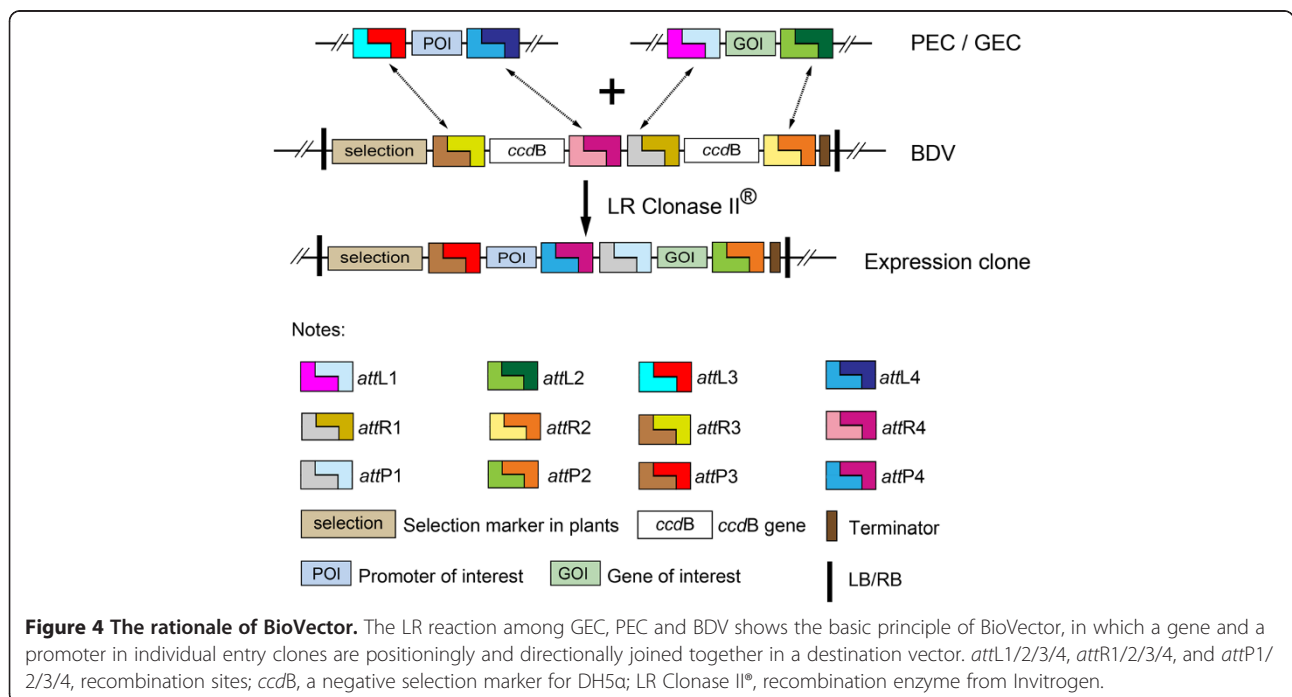 POI GOI PEC / GEC
+
selection ccdB ccdB BDV
LR Clonase II®
selection POI GOI Expression clone
Notes:
attL1 attL2 attL3 attL4
attR1 attR2 attR3 attR4
attP1 attP2 attP3 attP4
selection Selection marker in plants ccdB ccdB gene Terminator
POI Promoter of interest GOI Gene of interest LB/RB
Figure 4 The rationale of BioVector. The LR reaction among GEC, PEC and BDV shows the basic principle of BioVector, in which a gene and a
promoter in individual entry clones are positioningly and directionally joined together in a destination vector. attL1/2/3/4, attR1/2/3/4, and attP1/
2/3/4, recombination sites; ccdB, a negative selection marker for DH5α; LR Clonase II®, recombination enzyme from Invitrogen.